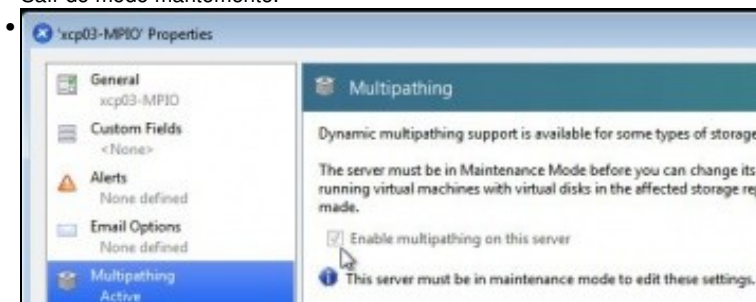 Salir de modo mantemento.
'xcp03-MPIO' Properties
General
xcp03-MPIO
Custom Fields
<None>
Alerts
None defined
Email Options
None defined
Multipathing
Active
Multipathing
Dynamic multipathing support is available for some types of storage
The server must be in Maintenance Mode before you can change its
running virtual machines with virtual disks in the affected storage re
made.
Enable multipathing on this server
This server must be in maintenance mode to edit these settings.